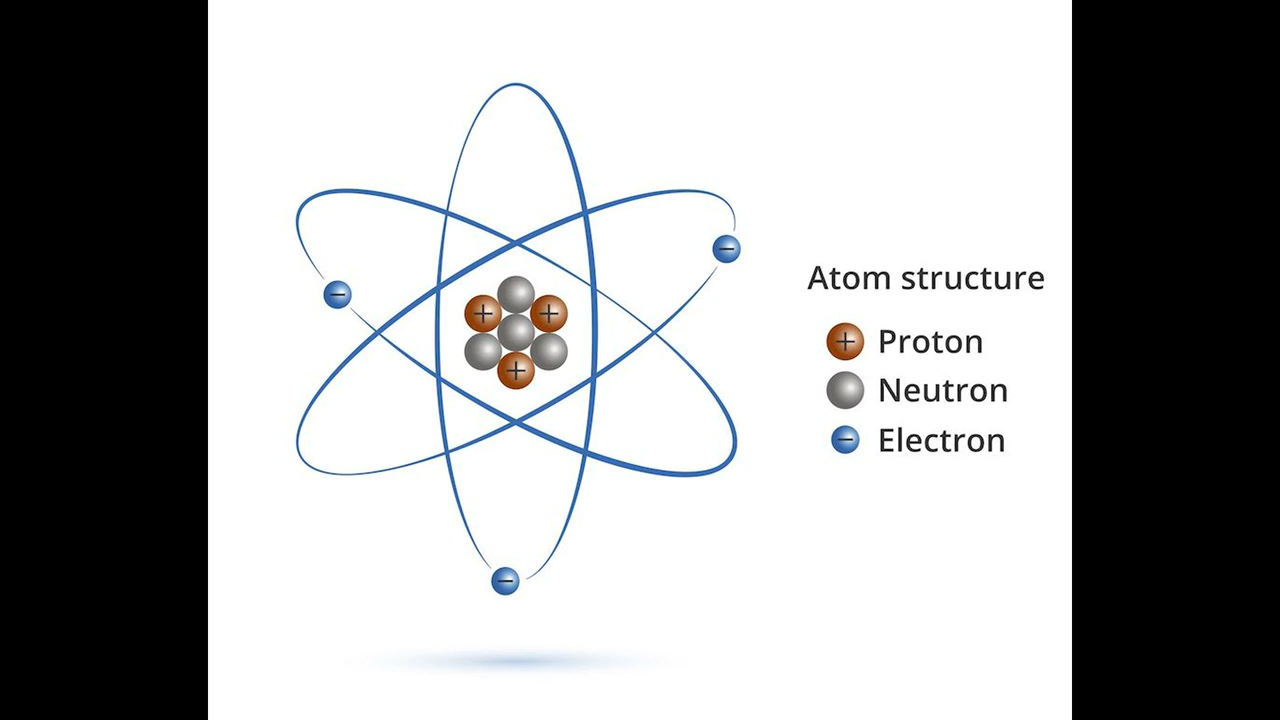 Atom structure
+ Proton
Neutron
− Electron
+
+
+
−
−
−